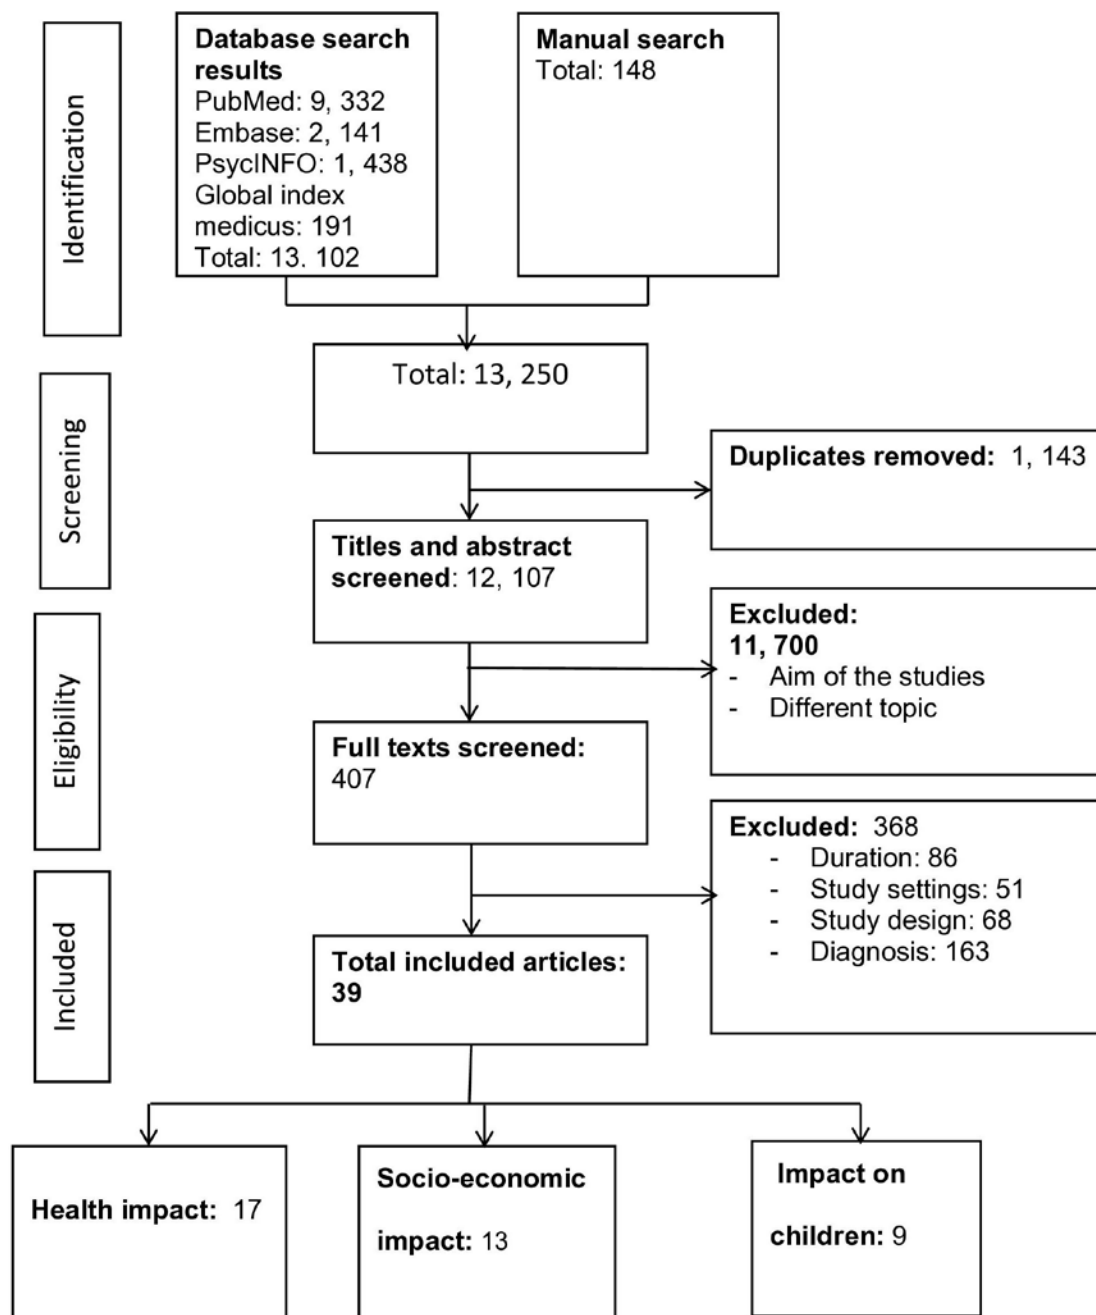 Identification
Database search
results
PubMed: 9, 332
Embase: 2, 141
PsycINFO: 1, 438
Global index
medicus: 191
Total: 13. 102
Manual search
Total: 148
Total: 13, 250
Screening
Duplicates removed: 1, 143
Titles and abstract
screened: 12, 107
Excluded:
11, 700
- Aim of the studies
- Different topic
Eligibility
Full texts screened:
407
Excluded: 368
- Duration: 86
- Study settings: 51
- Study design: 68
- Diagnosis: 163
Included
Total included articles:
39
Health impact: 17
Socio-economic
impact: 13
Impact on
children: 9